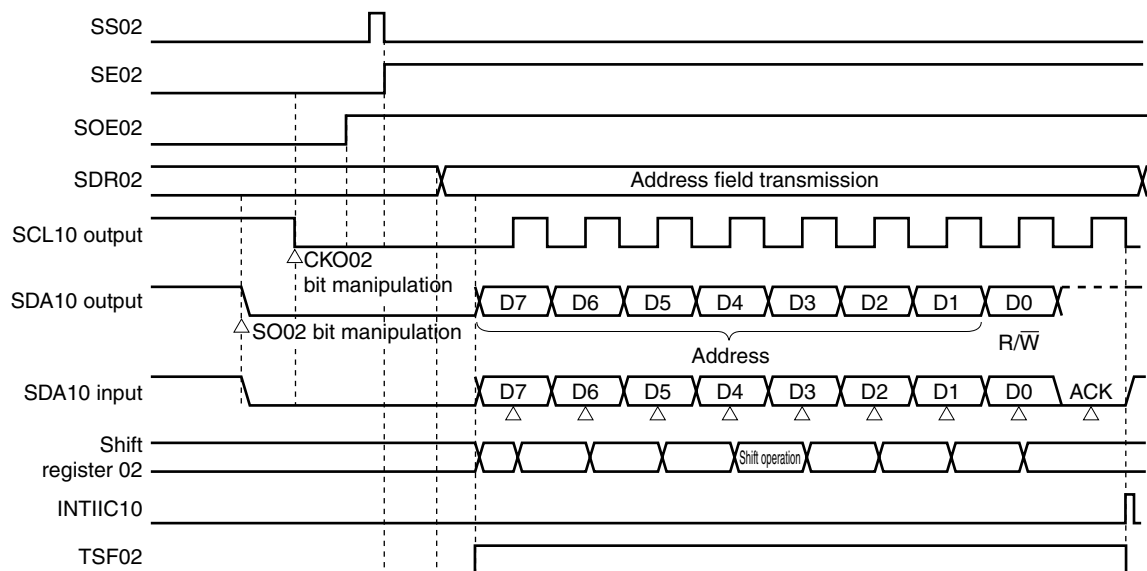 SS02
SE02
SOE02
SDR02
Address field transmission
SCL10 output
CKO02
bit manipulation
SDA10 output
D7 D6 D5 D4 D3 D2 D1 D0
SO02 bit manipulation
Address
R/W̅
SDA10 input
D7 D6 D5 D4 D3 D2 D1 D0 ACK
Shift
register 02
Shift operation
INTIIC10
TSF02